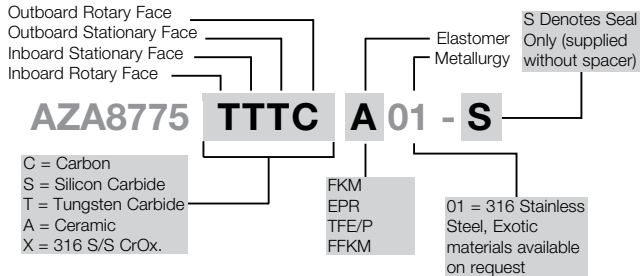 Outboard Rotary Face
Outboard Stationary Face
Inboard Stationary Face
Inboard Rotary Face
Elastomer
Metallurgy
S Denotes Seal
Only (supplied
without spacer)
AZA8775 TTTC A 01 - S
C = Carbon
S = Silicon Carbide
T = Tungsten Carbide
A = Ceramic
X = 316 S/S CrOx.
FKM
EPR
TFE/P
FFKM
01 = 316 Stainless
Steel, Exotic
materials available
on request